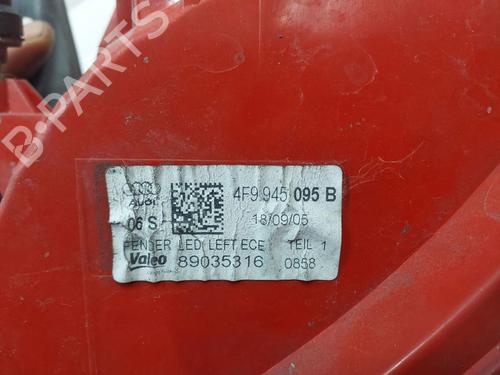 B-PARTS
AUDI 4F9 945 095 B
06 S 18/09/05
FENDER LED LEFT ECE TEIL 1
Valeo 89035316 0858